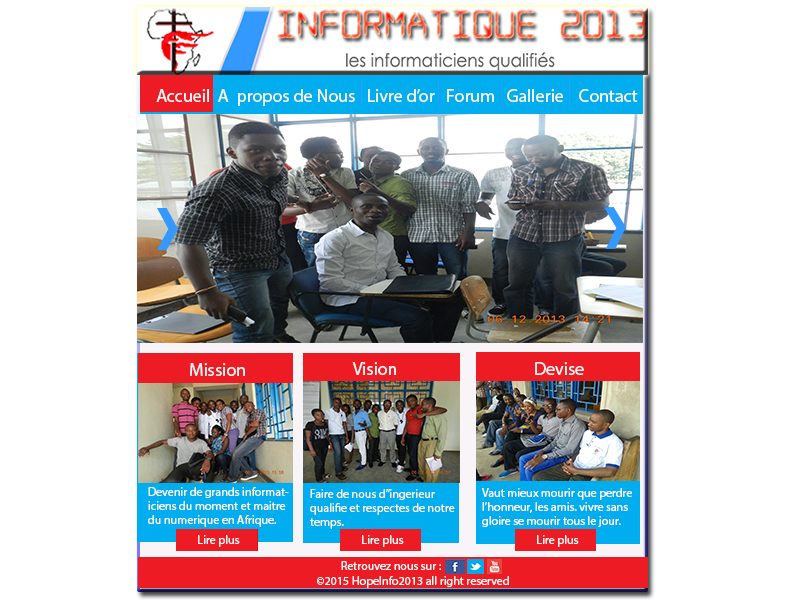 INFORMATIQUE 2013
les informaticiens qualifiés
Accueil A propos de Nous Livre d'or Forum Gallerie Contact
06 12 2013 14:21
Mission
Vision
Devise
Devenir de grands informat-
iciens du moment et maitre
du numerique en Afrique.
Lire plus
Faire de nous d"ingerieur
qualifie et respectes de notre
temps.
Lire plus
Vaut mieux mourir que perdre
l'honneur, les amis. vivre sans
gloire se mourir tous le jour.
Lire plus
Retrouvez nous sur : f You Tube
©2015 HopeInfo2013 all right reserved